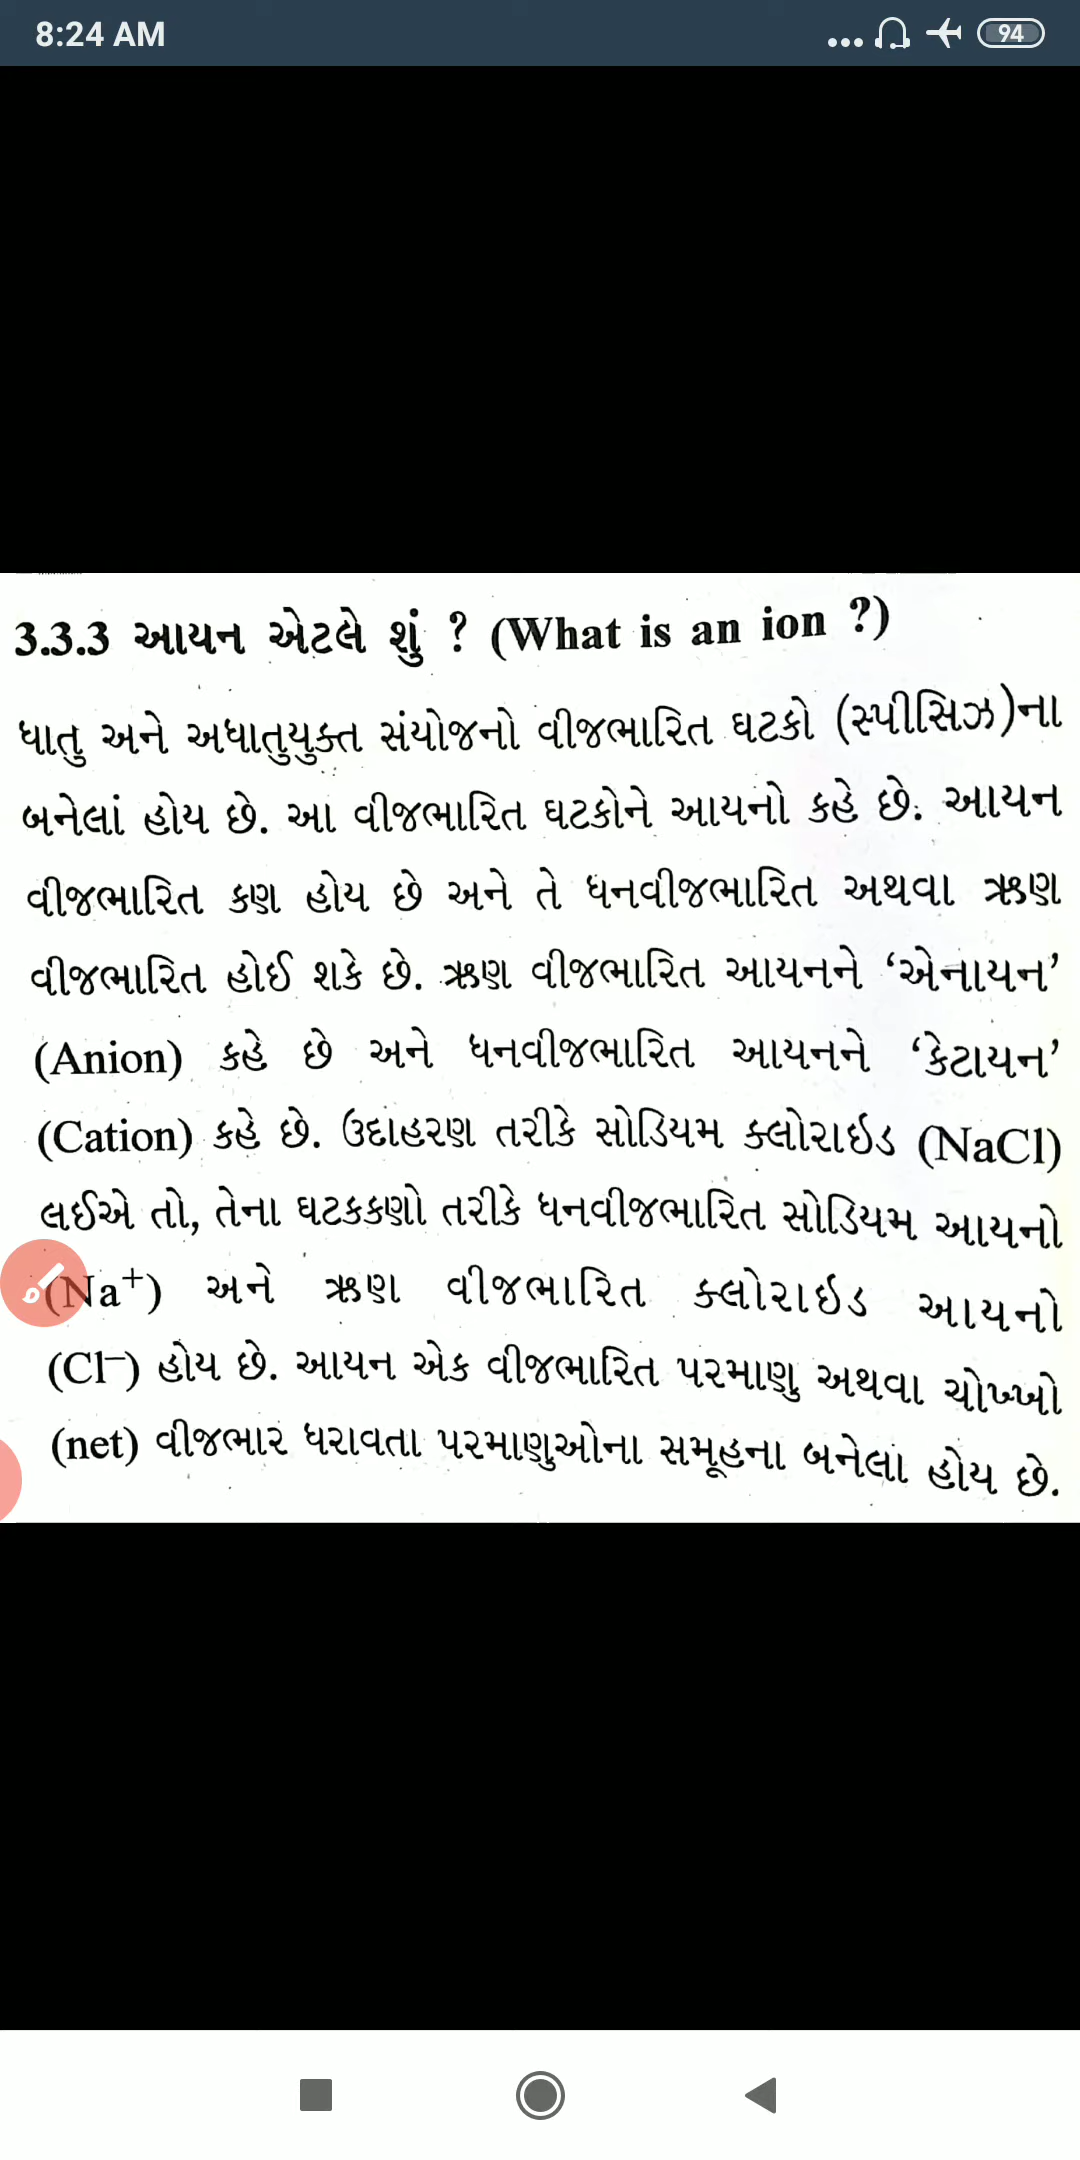 8:24 AM
94
3.3.3 આયન એટલે શું ? (What is an ion ?)
ધાતુ અને અધાતુયુક્ત સંયોજનો વીજભારિત ઘટકો (સ્પીસિઝ)ના
બનેલાં હોય છે. આ વીજભારિત ઘટકોને આયનો કહે છે. આયન
વીજભારિત કણ હોય છે અને તે ધનવીજભારિત અથવા ઋણ
વીજભારિત હોઈ શકે છે. ઋણ વીજભારિત આયનને ‘એનાયન’
(Anion) કહે છે અને ધનવીજભારિત આયનને ‘કેટાયન’
(Cation) કહે છે. ઉદાહરણ તરીકે સોડિયમ ક્લોરાઇડ (NaCl)
લઈએ તો, તેના ઘટકકણો તરીકે ધનવીજભારિત સોડિયમ આયનો
(Na⁺) અને ઋણ વીજભારિત ક્લોરાઇડ આયનો
(Cl⁻) હોય છે. આયન એક વીજભારિત પરમાણુ અથવા ચોખ્ખો
(net) વીજભાર ધરાવતા પરમાણુઓના સમૂહના બનેલાં હોય છે.